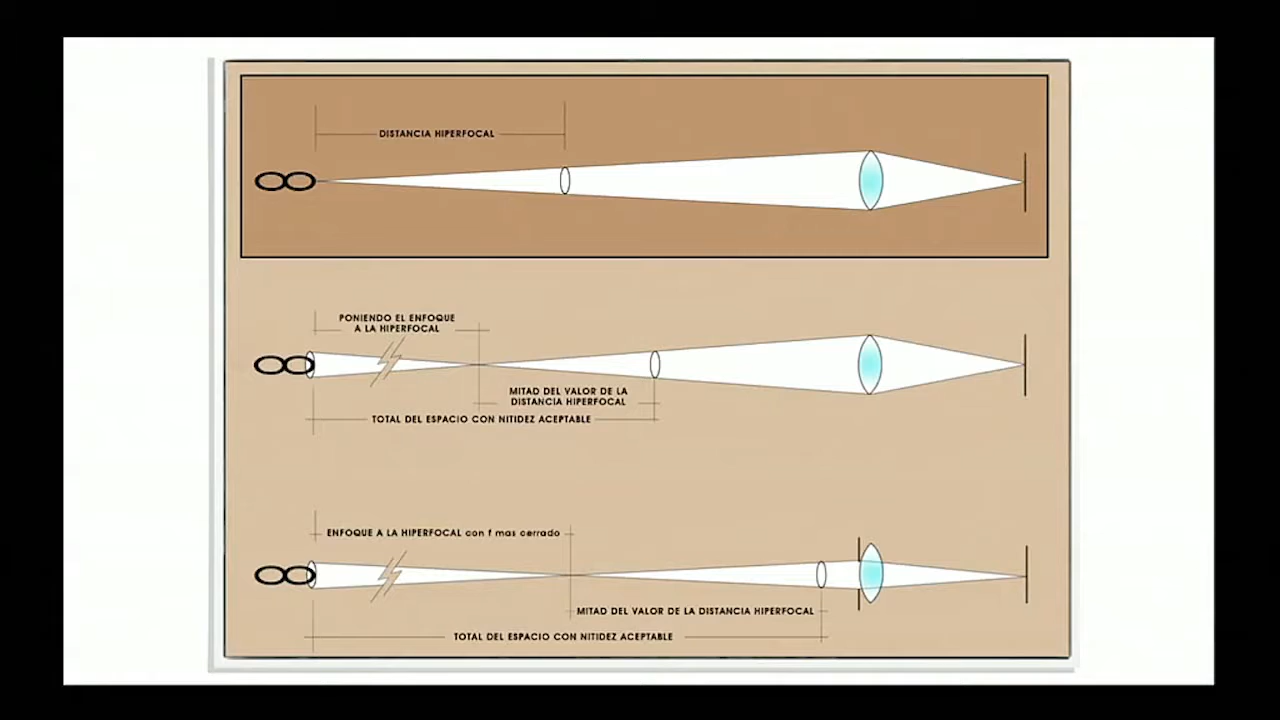 DISTANCIA HIPERFOCAL
PONIENDO EL ENFOQUE
A LA HIPERFOCAL
MITAD DEL VALOR DE LA
DISTANCIA HIPERFOCAL
TOTAL DEL ESPACIO CON NITIDEZ ACEPTABLE
ENFOQUE A LA HIPERFOCAL con f mas cerrado
MITAD DEL VALOR DE LA DISTANCIA HIPERFOCAL
TOTAL DEL ESPACIO CON NITIDEZ ACEPTABLE